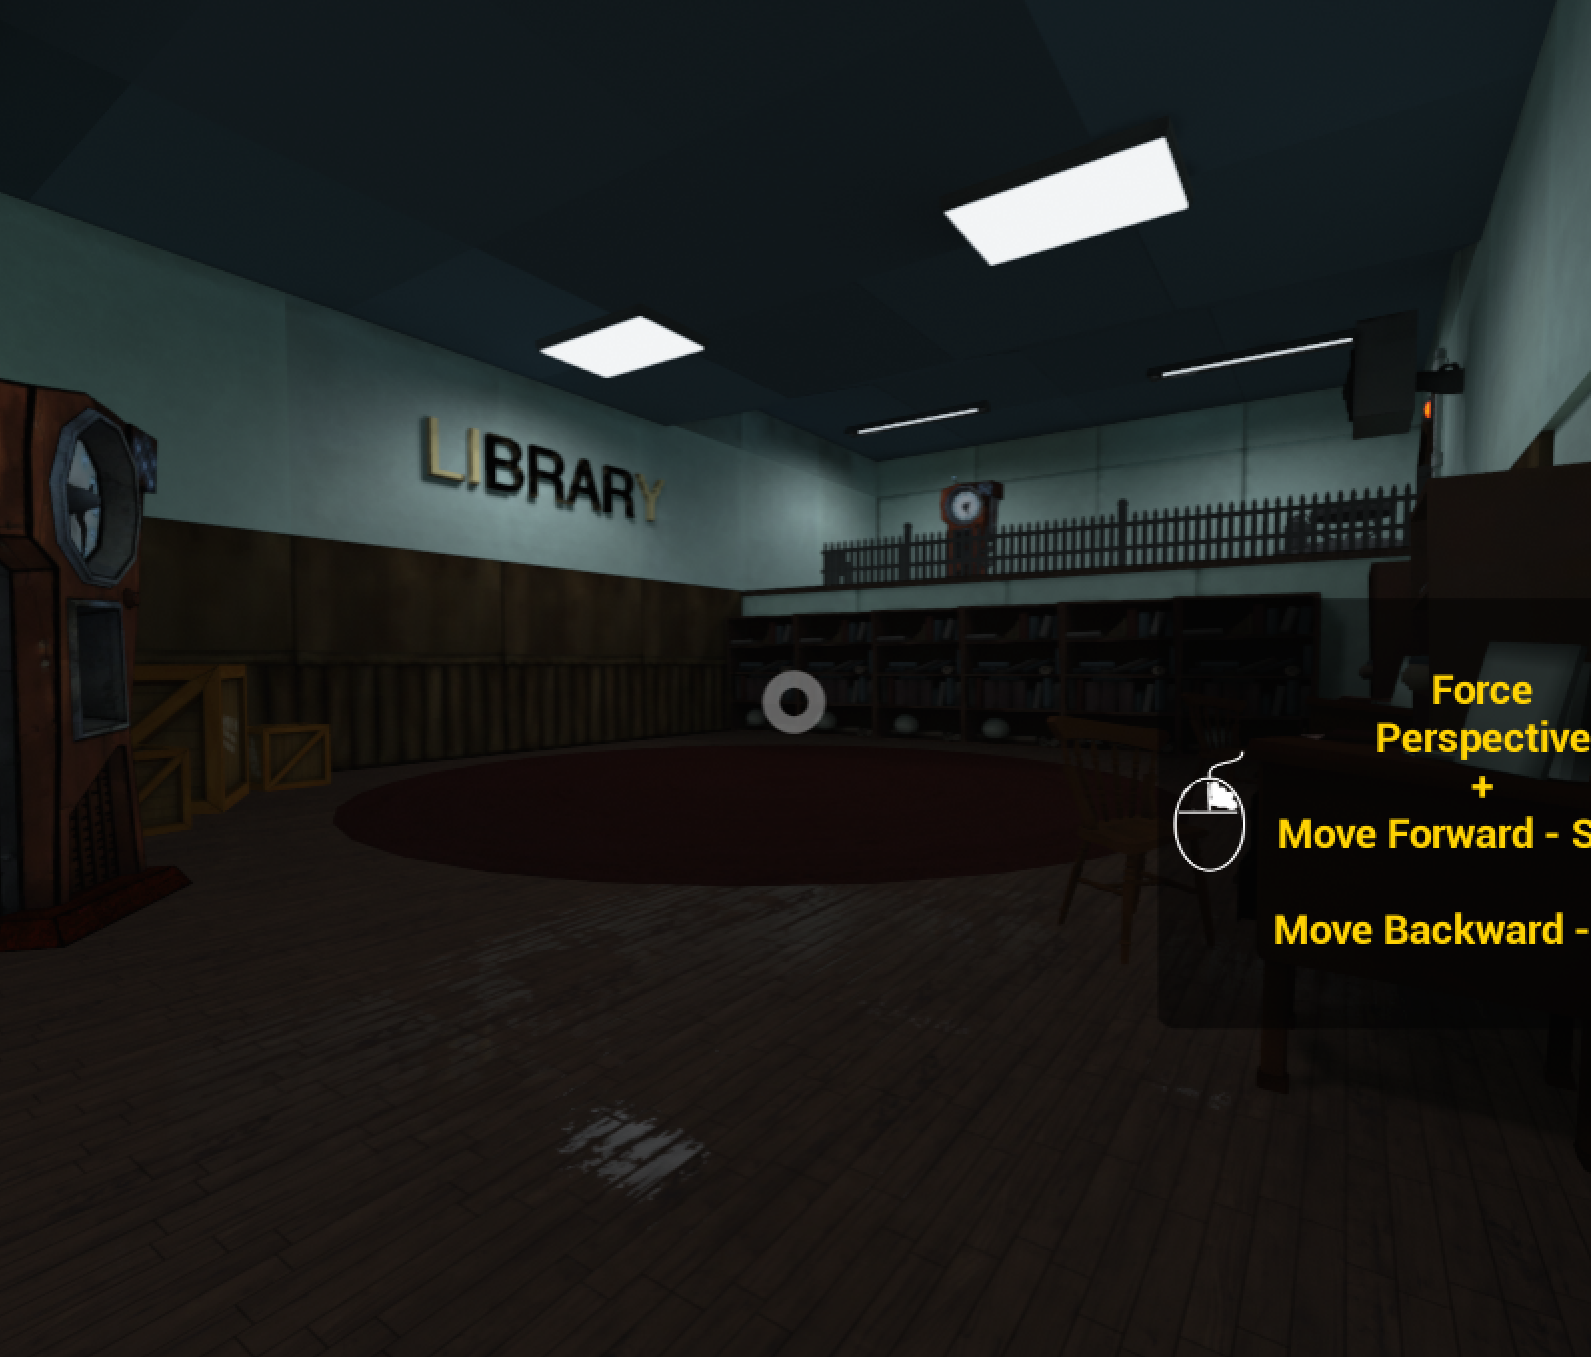 LIBRARY
Force
Perspective
+
Move Forward - S
Move Backward -